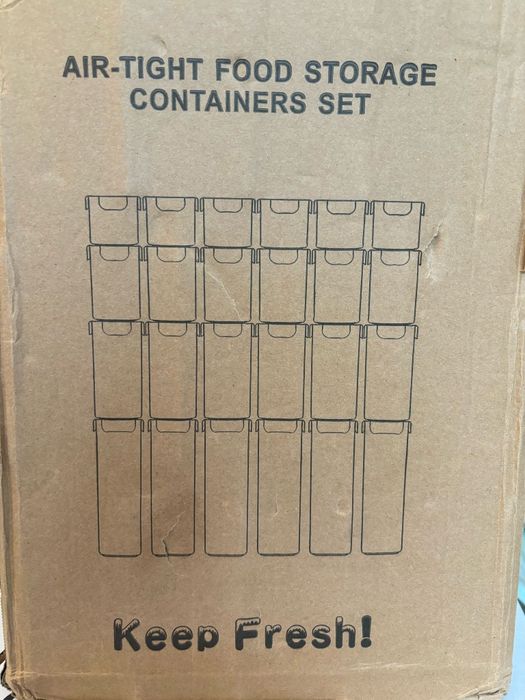 AIR-TIGHT FOOD STORAGE
CONTAINERS SET
Keep Fresh!